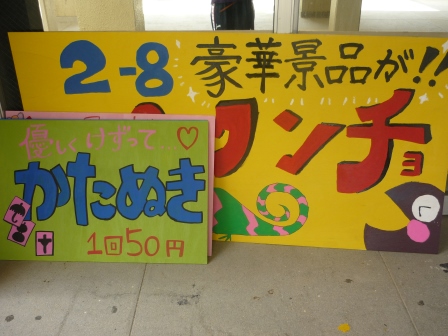 2-8 豪華景品が!!
ワンチョ
優しくけずって…♡
かたぬき
1回50円